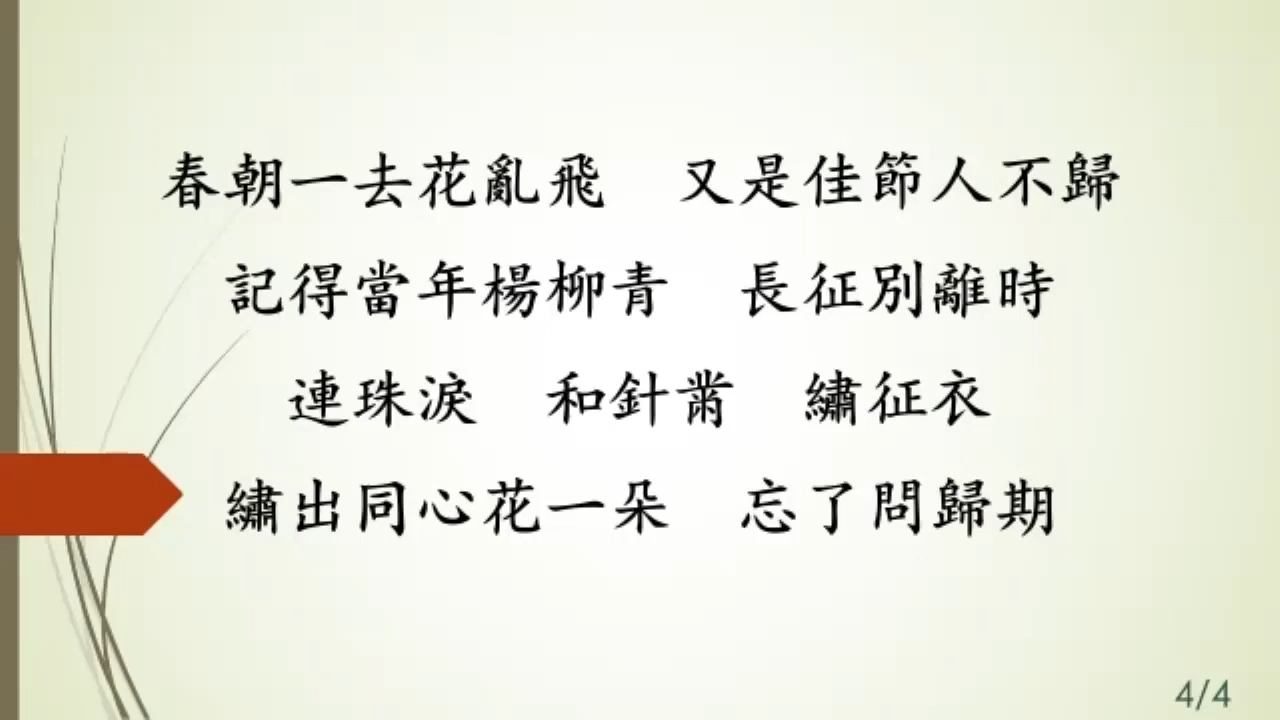 春朝一去花亂飛　又是佳節人不歸
記得當年楊柳青　長征別離時
連珠淚　和針黹　繡征衣
繡出同心花一朵　忘了問歸期
4/4